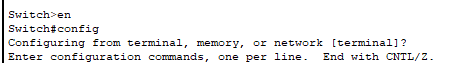 Switch>en
Switch#config
Configuring from terminal, memory, or network [terminal]?
Enter configuration commands, one per line.  End with CNTL/Z.